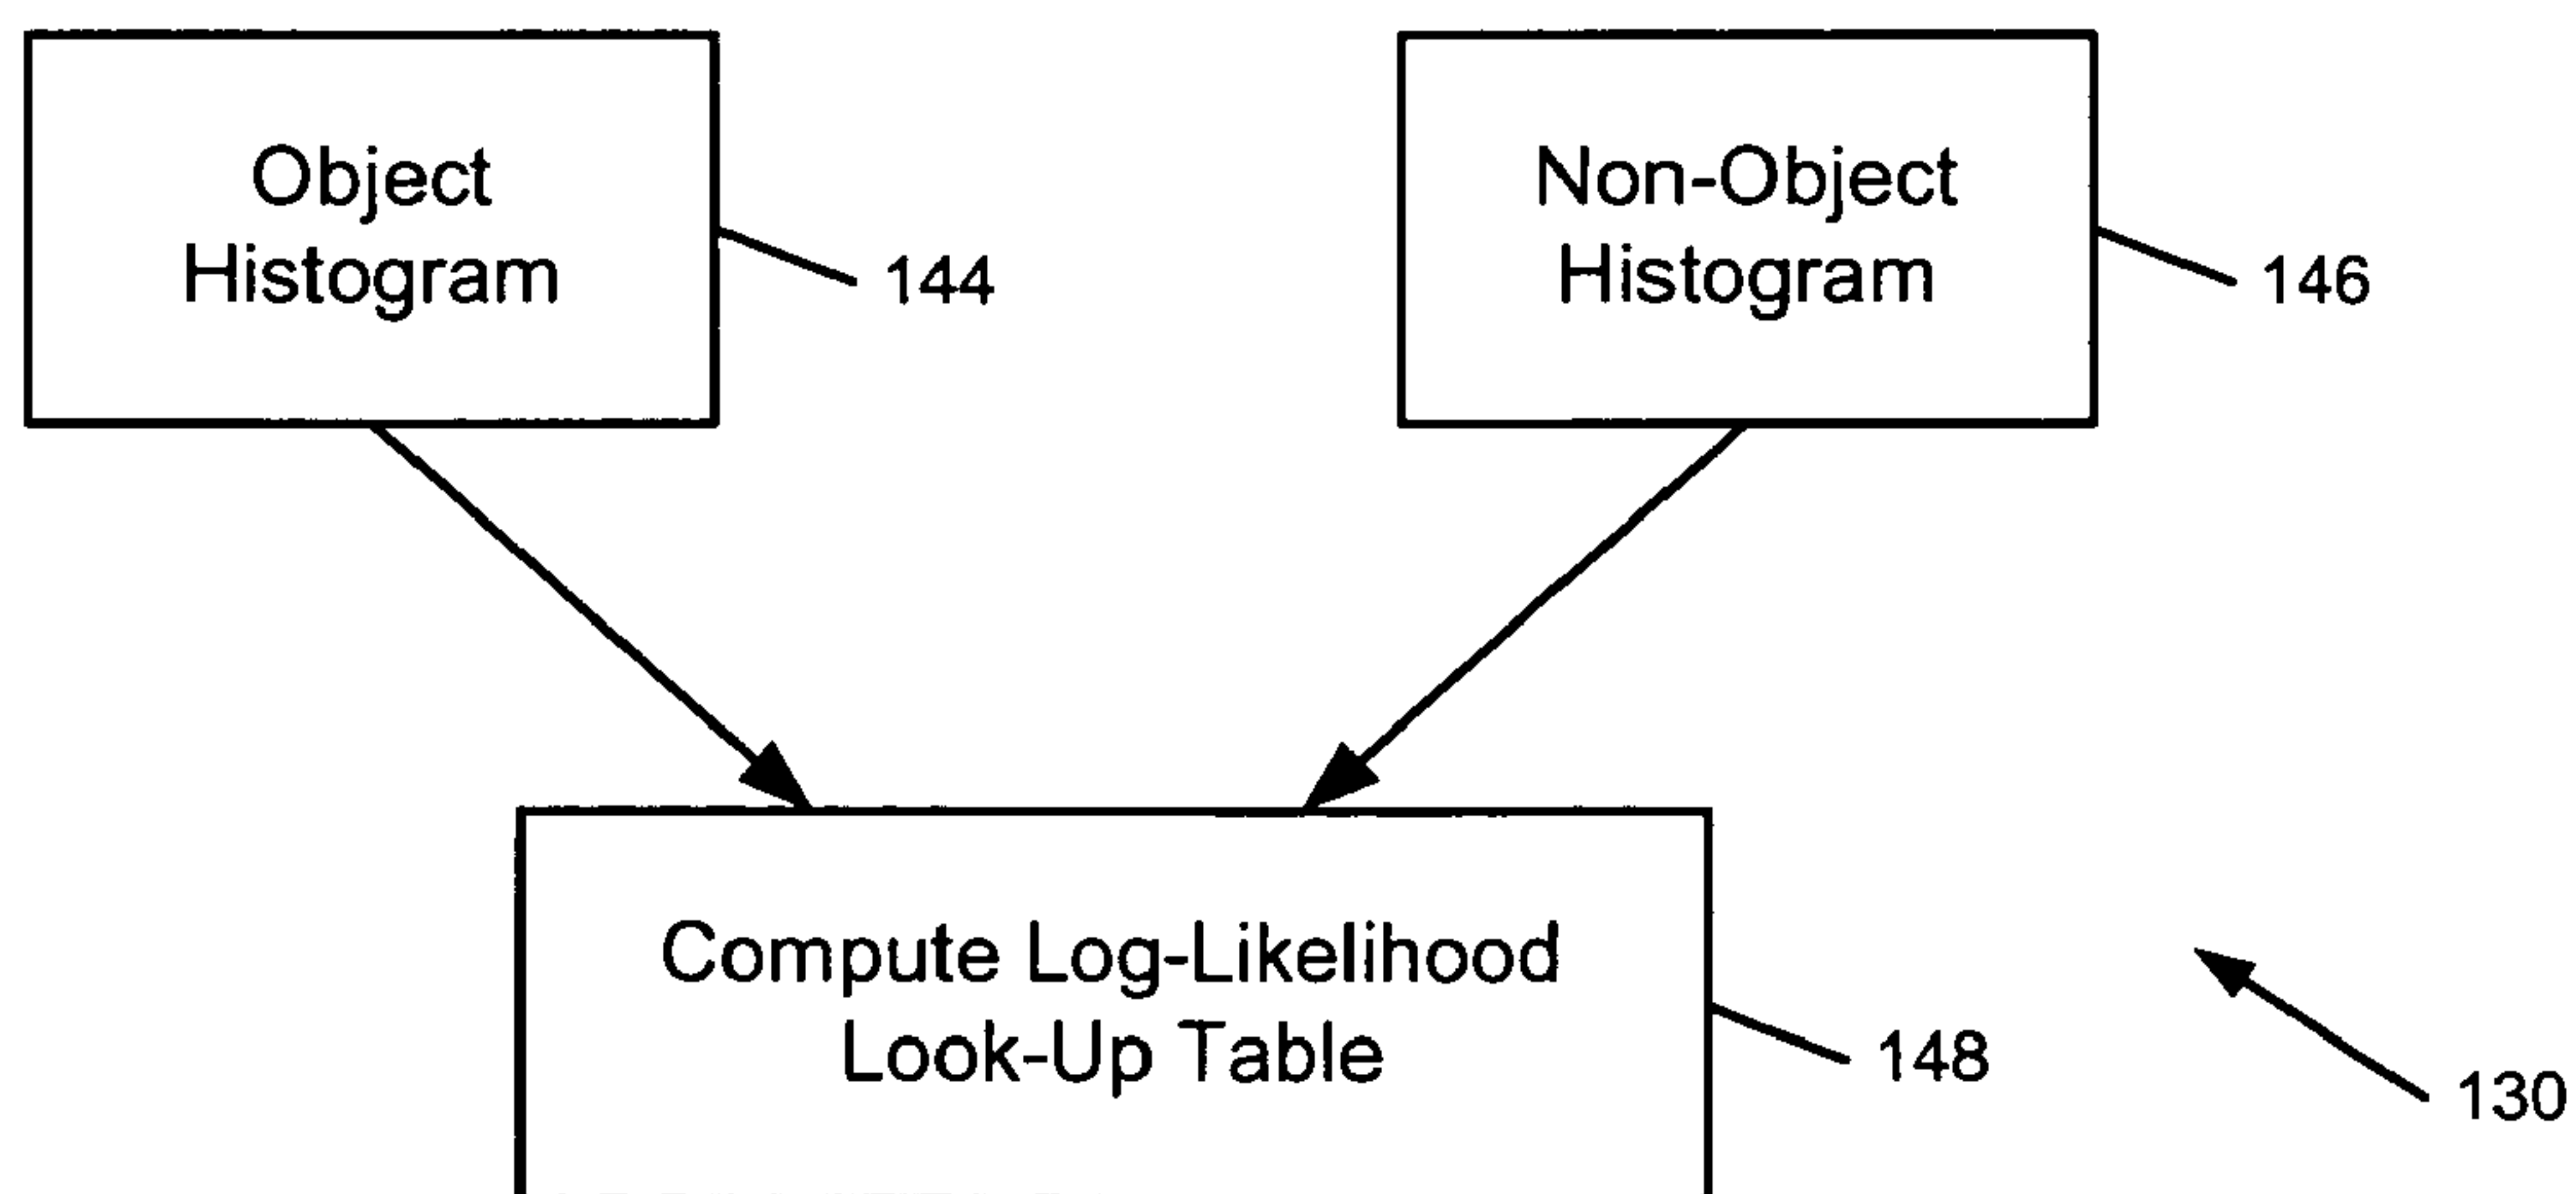 Object
Histogram
144
Non-Object
Histogram
146
Compute Log-Likelihood
Look-Up Table
148
130